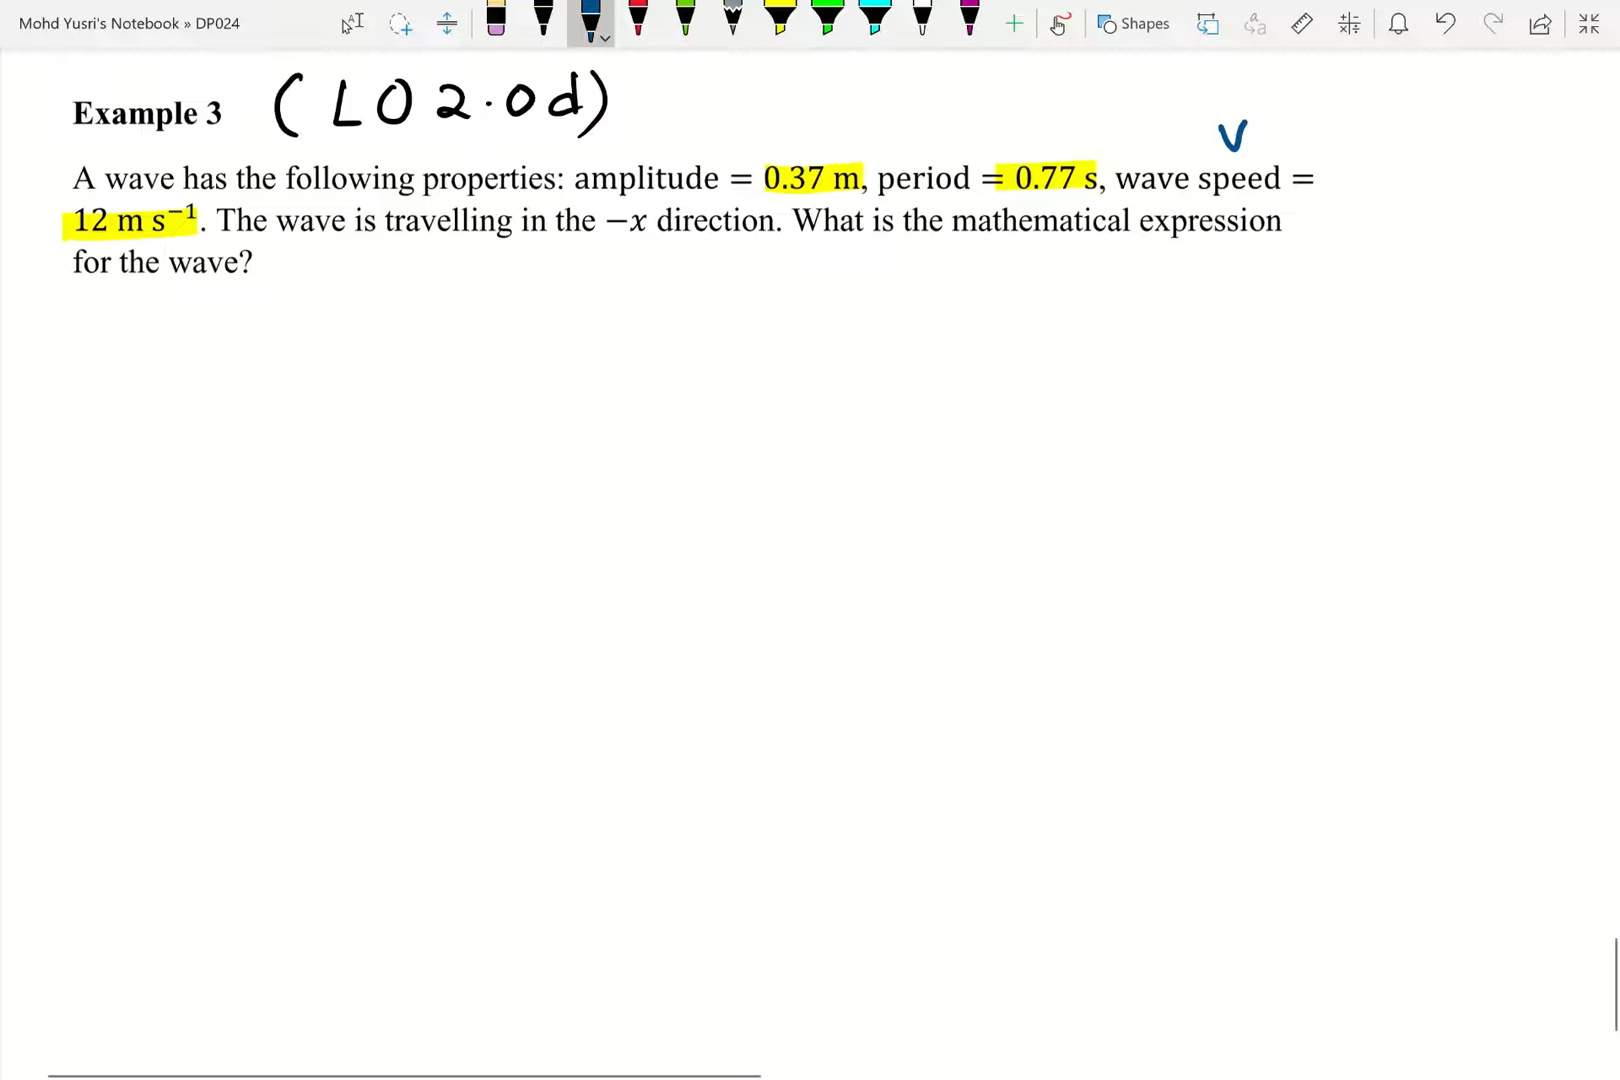 Mohd Yusri's Notebook » DP024
Shapes
Example 3 (LO 2.0d)
v
A wave has the following properties: amplitude = 0.37 m, period = 0.77 s, wave speed =
12 m s⁻¹. The wave is travelling in the −x direction. What is the mathematical expression
for the wave?